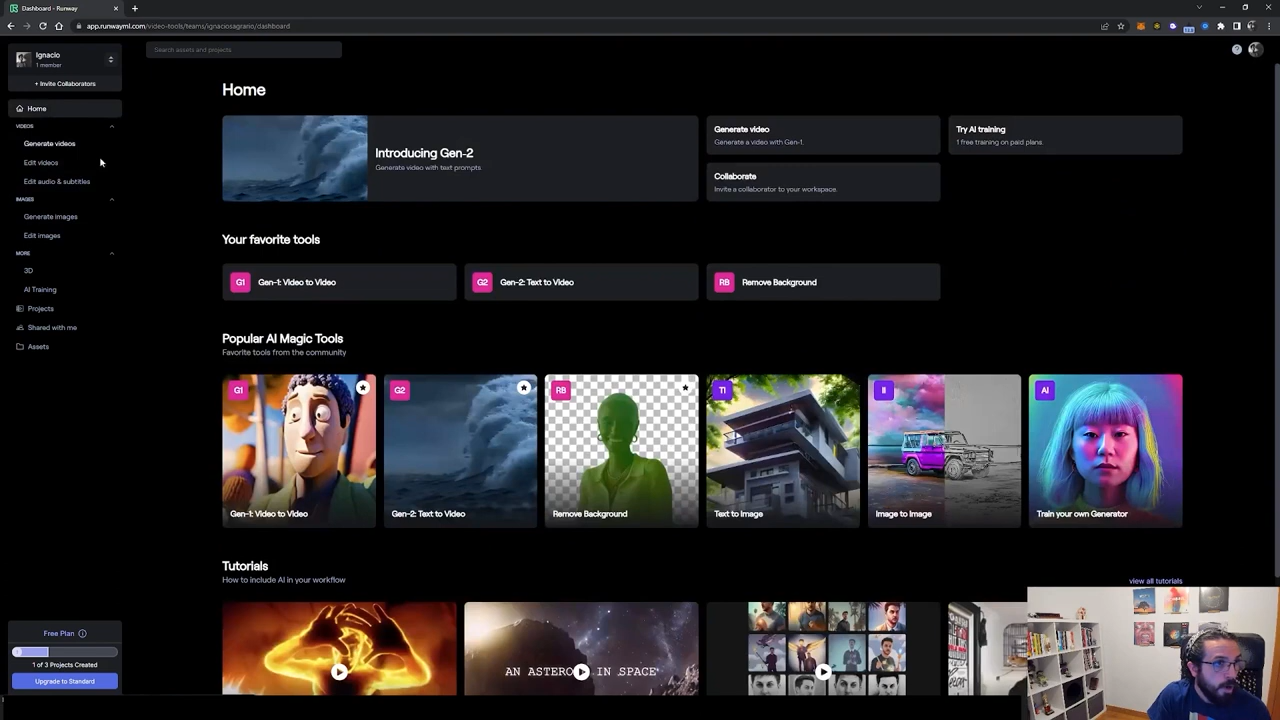 Dashboard - Runway
app.runwayml.com/video-tools/teams/ignaciosagrario/dashboard
Ignacio
1 member
+ Invite Collaborators
Search assets and projects
Home
VIDEOS
Generate videos
Edit videos
Edit audio & subtitles
IMAGES
Generate images
Edit images
MORE
3D
AI Training
Projects
Shared with me
Assets
Free Plan
1 of 3 Projects Created
Upgrade to Standard
Home
Introducing Gen-2
Generate video with text prompts
Generate video
Generate a video with Gen-1.
Try AI training
1 free training on paid plans.
Collaborate
Invite a collaborator to your workspace.
Your favorite tools
G1 Gen-1: Video to Video
G2 Gen-2: Text to Video
RB Remove Background
Popular AI Magic Tools
Favorite tools from the community
G1
Gen-1: Video to Video
G2
Gen-2: Text to Video
RB
Remove Background
TI
Text to Image
II
Image to Image
AI
Train your own Generator
Tutorials
How to include AI in your workflow
view all tutorials
AN ASTERO IN SPACE